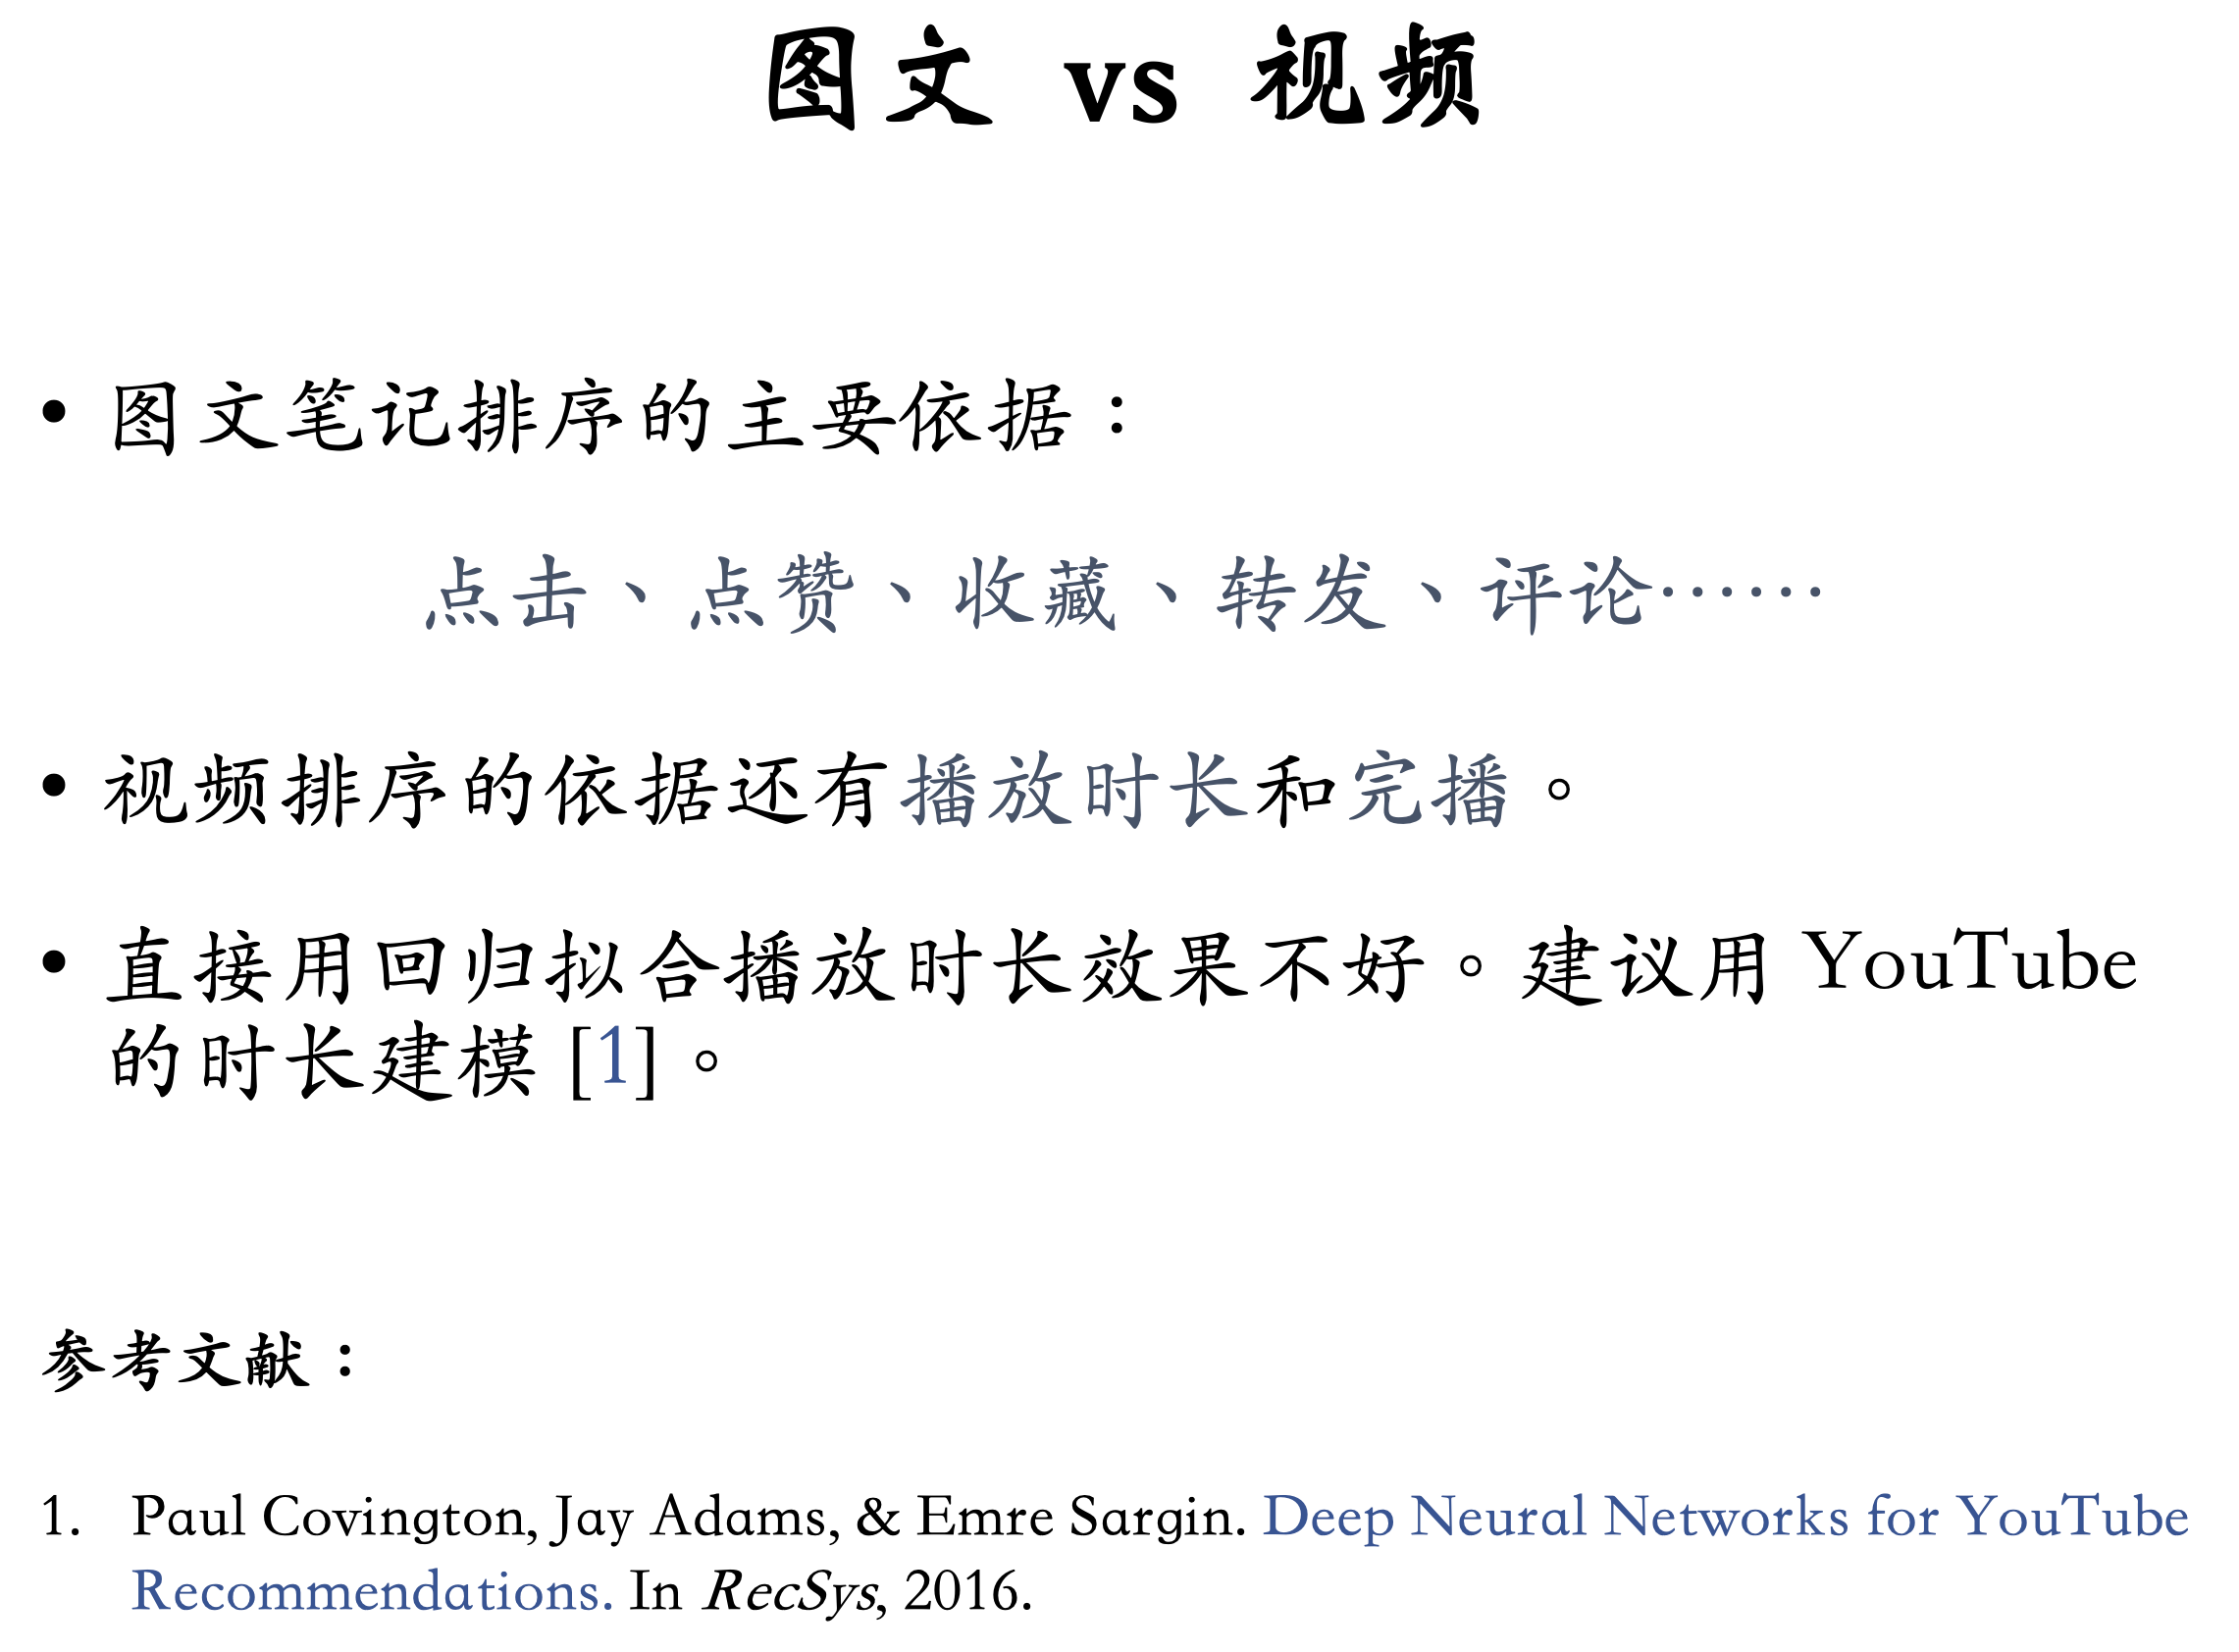 图文 vs 视频
• 图文笔记排序的主要依据：
点击、点赞、收藏、转发、评论……
• 视频排序的依据还有播放时长和完播。
• 直接用回归拟合播放时长效果不好。建议用 YouTube
的时长建模 [1]。
参考文献：
1. Paul Covington, Jay Adams, & Emre Sargin. Deep Neural Networks for YouTube
Recommendations. In RecSys, 2016.